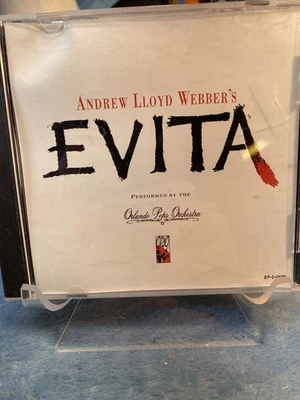 ANDREW LLOYD WEBBER'S
EVITA
PERFORMED BY THE
Orlando Pops Orchestra